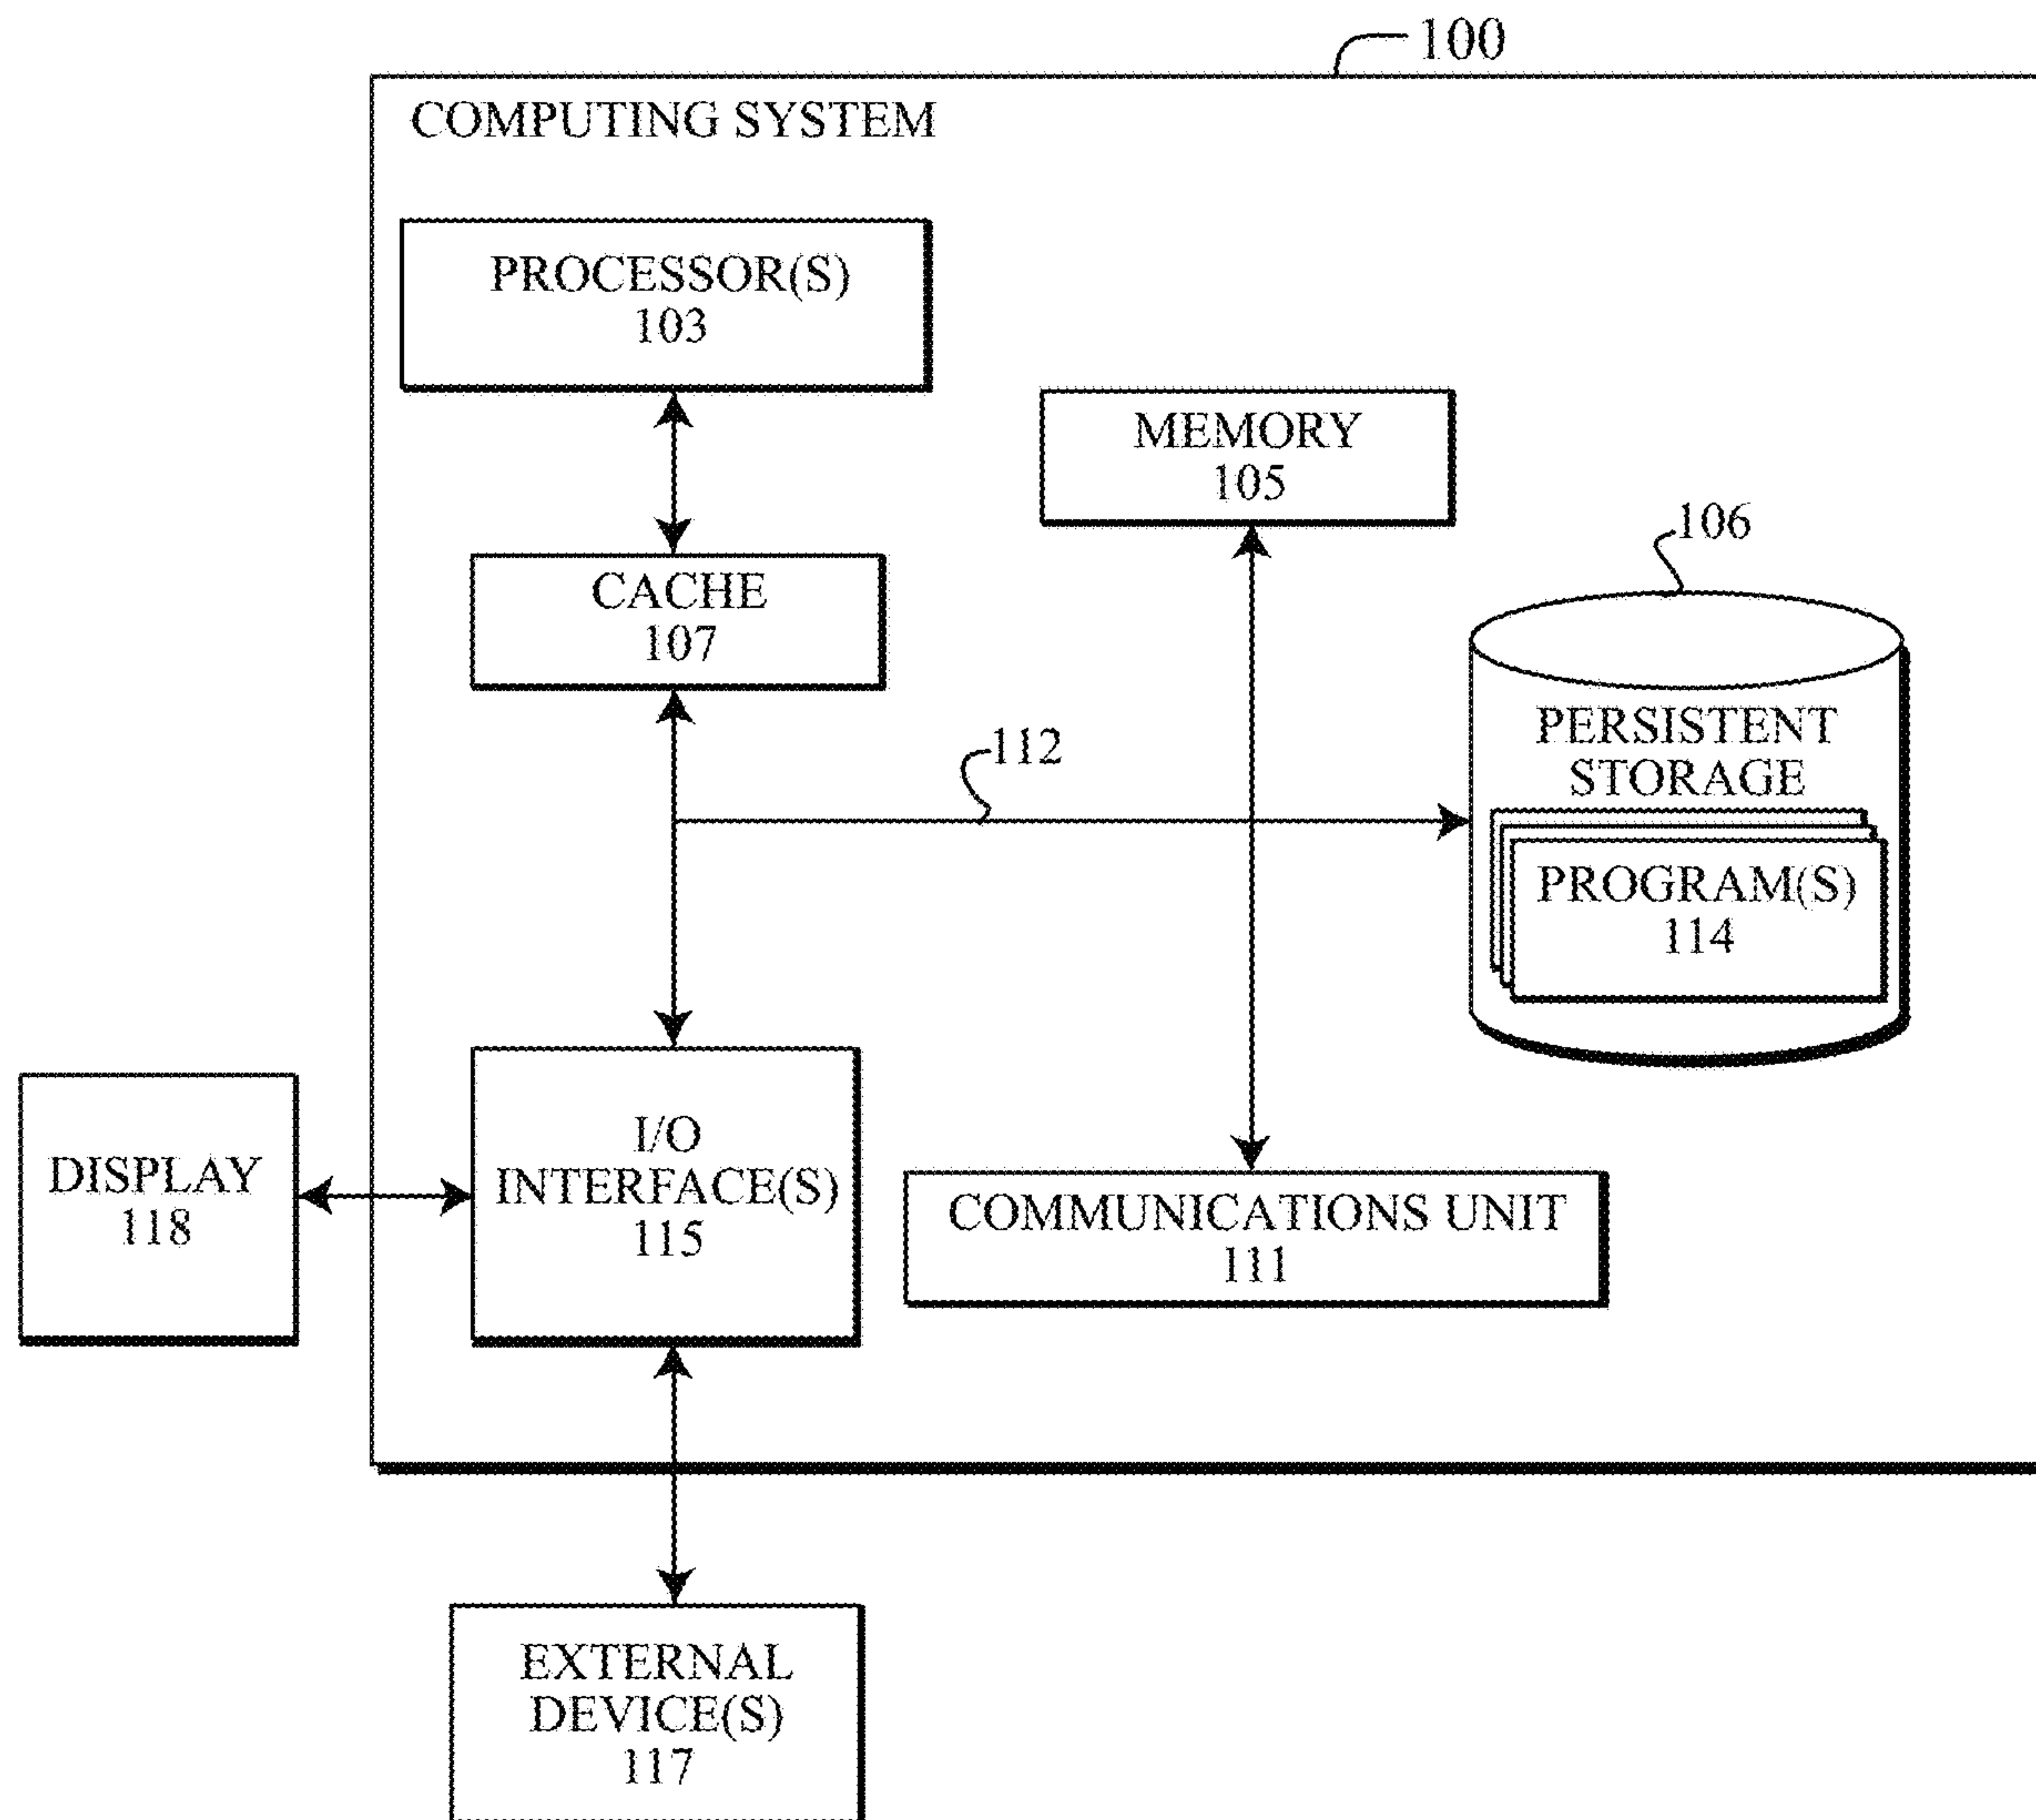 100
COMPUTING SYSTEM
PROCESSOR(S)
103
MEMORY
105
106
CACHE
107
112
PERSISTENT
STORAGE
PROGRAM(S)
114
I/O
INTERFACE(S)
115
DISPLAY
118
COMMUNICATIONS UNIT
111
EXTERNAL
DEVICE(S)
117